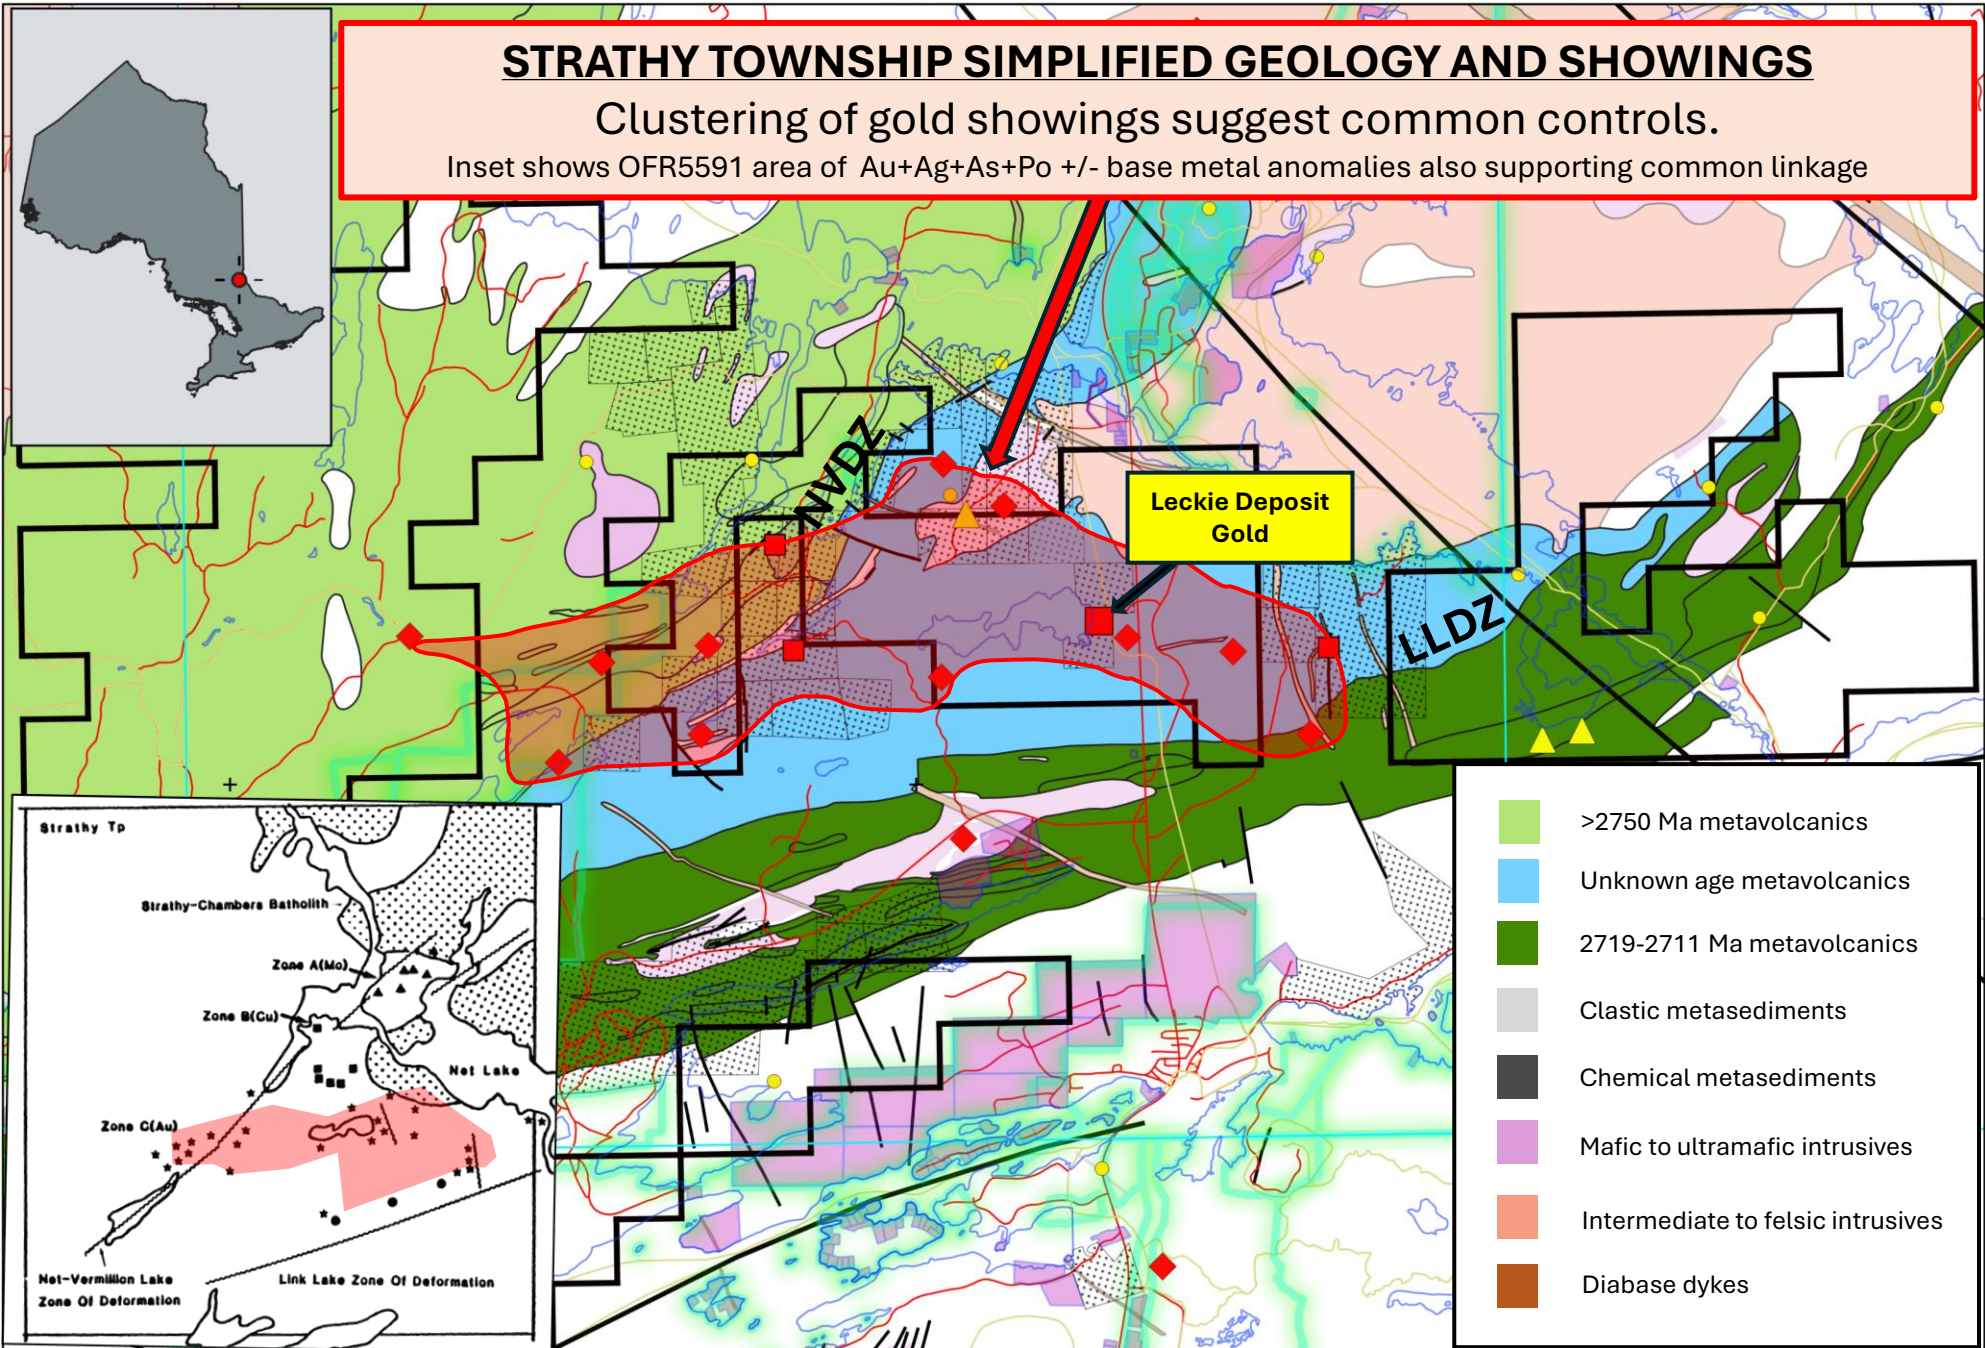 STRATHY TOWNSHIP SIMPLIFIED GEOLOGY AND SHOWINGS
Clustering of gold showings suggest common controls.
Inset shows OFR5591 area of Au+Ag+As+Po +/- base metal anomalies also supporting common linkage
NVDZ
Leckie Deposit
Gold
LLDZ
>2750 Ma metavolcanics
Unknown age metavolcanics
2719-2711 Ma metavolcanics
Clastic metasediments
Chemical metasediments
Mafic to ultramafic intrusives
Intermediate to felsic intrusives
Diabase dykes
Strathy Tp
Strathy-Chambers Batholith
Zone A(Mo)
Zone B(Cu)
Net Lake
Zone C(Au)
Net-Vermillion Lake
Zone Of Deformation
Link Lake Zone Of Deformation